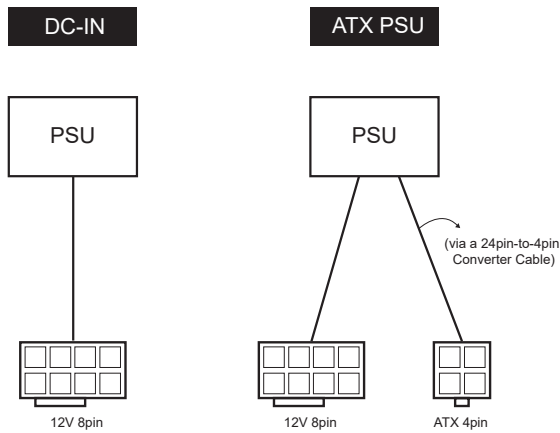 DC-IN
ATX PSU
PSU
PSU
(via a 24pin-to-4pin
Converter Cable)
12V 8pin
12V 8pin
ATX 4pin